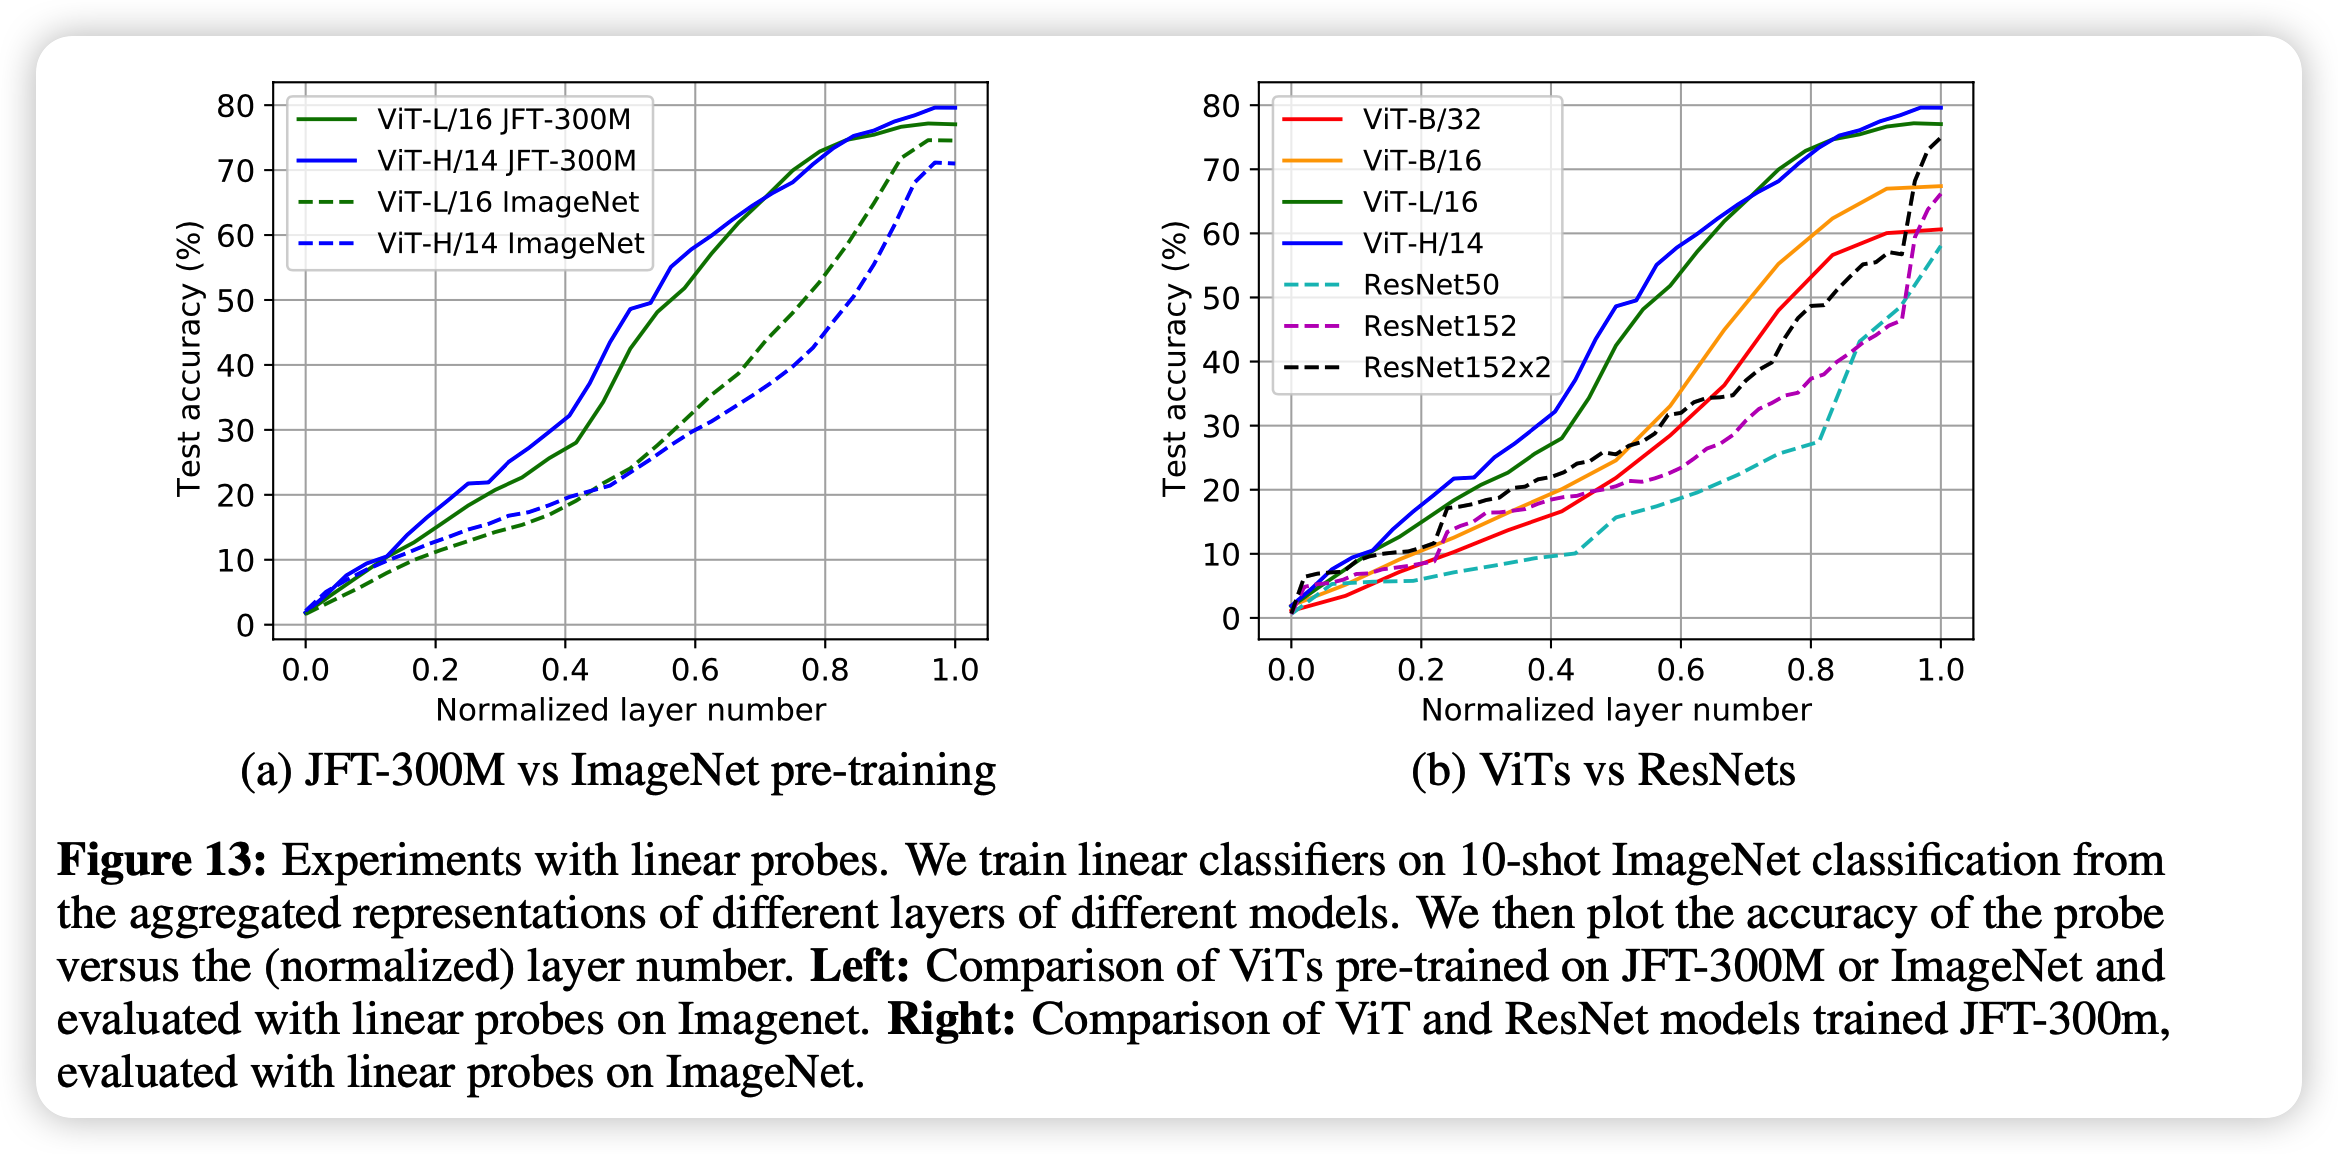 80
70
60
50
40
30
20
10
0
Test accuracy (%)
ViT-L/16 JFT-300M
ViT-H/14 JFT-300M
ViT-L/16 ImageNet
ViT-H/14 ImageNet
0.0 0.2 0.4 0.6 0.8 1.0
Normalized layer number
(a) JFT-300M vs ImageNet pre-training
80
70
60
50
40
30
20
10
0
Test accuracy (%)
ViT-B/32
ViT-B/16
ViT-L/16
ViT-H/14
ResNet50
ResNet152
ResNet152x2
0.0 0.2 0.4 0.6 0.8 1.0
Normalized layer number
(b) ViTs vs ResNets
Figure 13: Experiments with linear probes. We train linear classifiers on 10-shot ImageNet classification from
the aggregated representations of different layers of different models. We then plot the accuracy of the probe
versus the (normalized) layer number. Left: Comparison of ViTs pre-trained on JFT-300M or ImageNet and
evaluated with linear probes on Imagenet. Right: Comparison of ViT and ResNet models trained JFT-300m,
evaluated with linear probes on ImageNet.